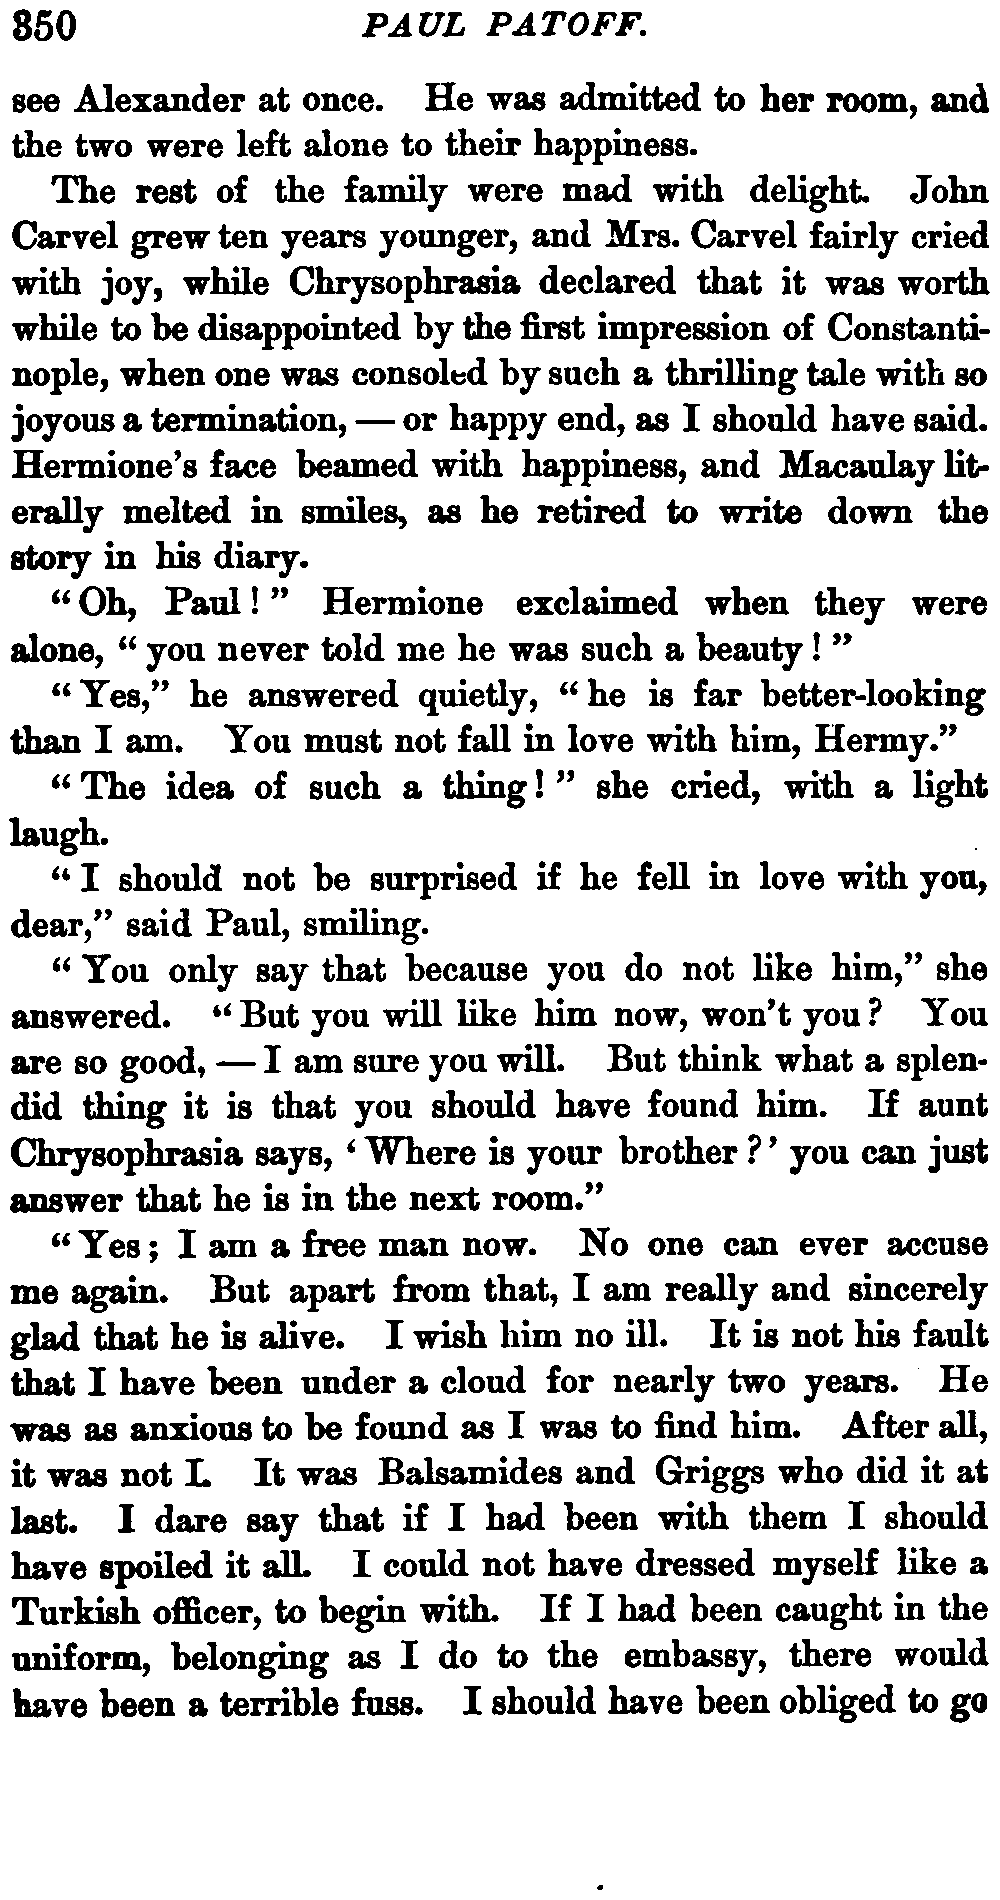 350 PAUL PATOFF.
see Alexander at once. He was admitted to her room, and
the two were left alone to their happiness.
The rest of the family were mad with delight. John
Carvel grew ten years younger, and Mrs. Carvel fairly cried
with joy, while Chrysophrasia declared that it was worth
while to be disappointed by the first impression of Constanti-
nople, when one was consoled by such a thrilling tale with so
joyous a termination, — or happy end, as I should have said.
Hermione's face beamed with happiness, and Macaulay lit-
erally melted in smiles, as he retired to write down the
story in his diary.
"Oh, Paul!" Hermione exclaimed when they were
alone, "you never told me he was such a beauty!"
"Yes," he answered quietly, "he is far better-looking
than I am. You must not fall in love with him, Hermy."
"The idea of such a thing!" she cried, with a light
laugh.
"I should not be surprised if he fell in love with you,
dear," said Paul, smiling.
"You only say that because you do not like him," she
answered. "But you will like him now, won't you? You
are so good, — I am sure you will. But think what a splen-
did thing it is that you should have found him. If aunt
Chrysophrasia says, 'Where is your brother?' you can just
answer that he is in the next room."
"Yes; I am a free man now. No one can ever accuse
me again. But apart from that, I am really and sincerely
glad that he is alive. I wish him no ill. It is not his fault
that I have been under a cloud for nearly two years. He
was as anxious to be found as I was to find him. After all,
it was not I. It was Balsamides and Griggs who did it at
last. I dare say that if I had been with them I should
have spoiled it all. I could not have dressed myself like a
Turkish officer, to begin with. If I had been caught in the
uniform, belonging as I do to the embassy, there would
have been a terrible fuss. I should have been obliged to go